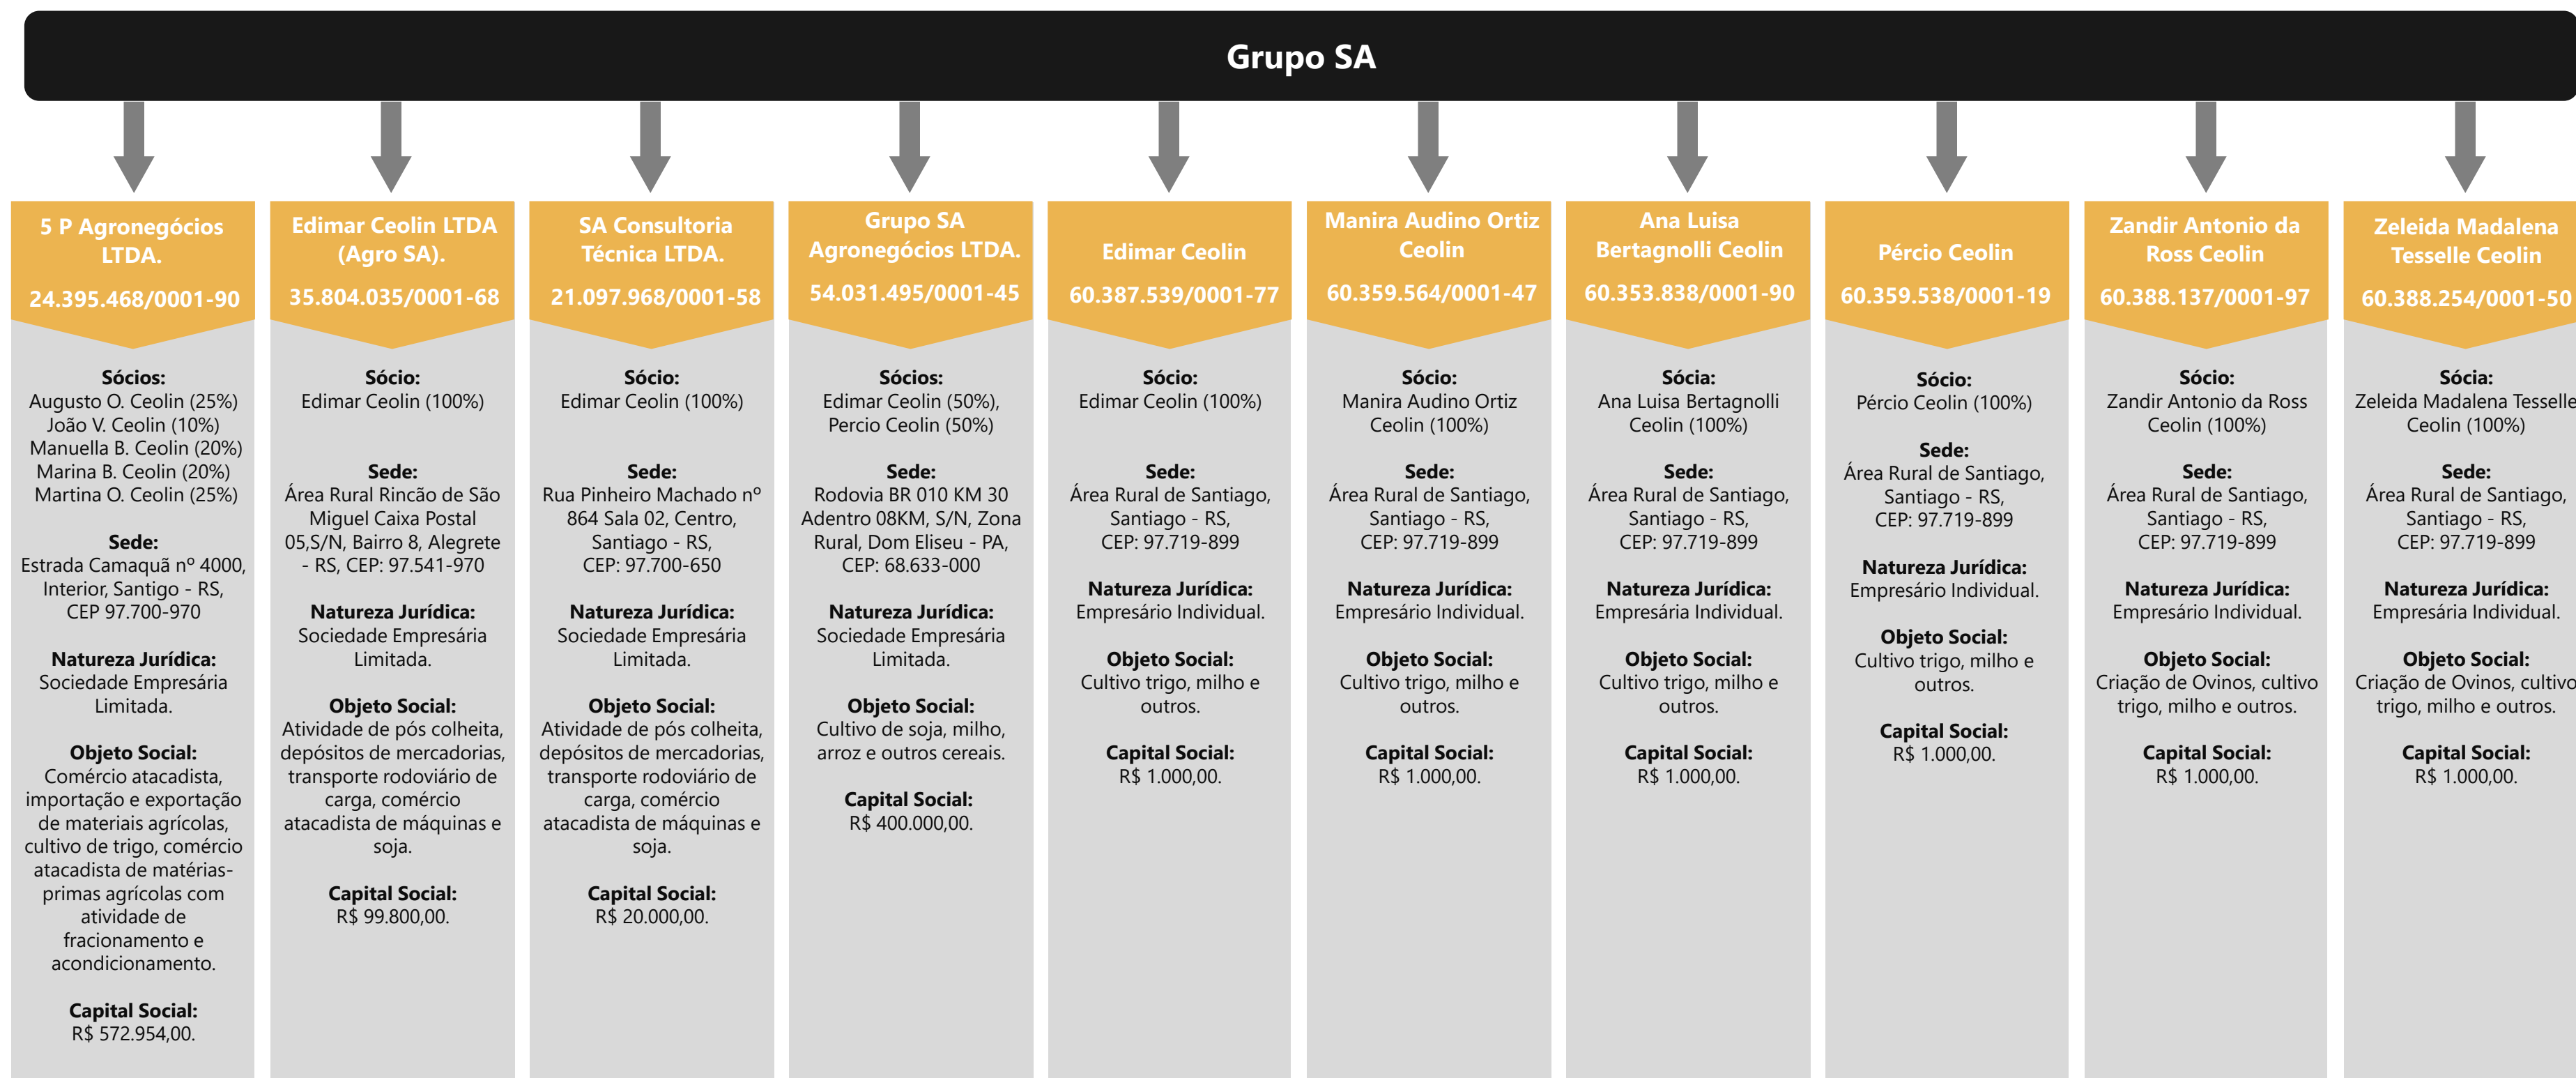 Grupo SA
5 P Agronegócios
LTDA.
24.395.468/0001-90
Sócios:
Augusto O. Ceolin (25%)
João V. Ceolin (10%)
Manuella B. Ceolin (20%)
Marina B. Ceolin (20%)
Martina O. Ceolin (25%)
Sede:
Estrada Camaquã nº 4000,
Interior, Santigo - RS,
CEP 97.700-970
Natureza Jurídica:
Sociedade Empresária
Limitada.
Objeto Social:
Comércio atacadista,
importação e exportação
de materiais agrícolas,
cultivo de trigo, comércio
atacadista de matérias-
primas agrícolas com
atividade de
fracionamento e
acondicionamento.
Capital Social:
R$ 572.954,00.
Edimar Ceolin LTDA
(Agro SA).
35.804.035/0001-68
Sócio:
Edimar Ceolin (100%)
Sede:
Área Rural Rincão de São
Miguel Caixa Postal
05,S/N, Bairro 8, Alegrete
- RS, CEP: 97.541-970
Natureza Jurídica:
Sociedade Empresária
Limitada.
Objeto Social:
Atividade de pós colheita,
depósitos de mercadorias,
transporte rodoviário de
carga, comércio
atacadista de máquinas e
soja.
Capital Social:
R$ 99.800,00.
SA Consultoria
Técnica LTDA.
21.097.968/0001-58
Sócio:
Edimar Ceolin (100%)
Sede:
Rua Pinheiro Machado nº
864 Sala 02, Centro,
Santiago - RS,
CEP: 97.700-650
Natureza Jurídica:
Sociedade Empresária
Limitada.
Objeto Social:
Atividade de pós colheita,
depósitos de mercadorias,
transporte rodoviário de
carga, comércio
atacadista de máquinas e
soja.
Capital Social:
R$ 20.000,00.
Grupo SA
Agronegócios LTDA.
54.031.495/0001-45
Sócios:
Edimar Ceolin (50%),
Percio Ceolin (50%)
Sede:
Rodovia BR 010 KM 30
Adentro 08KM, S/N, Zona
Rural, Dom Eliseu - PA,
CEP: 68.633-000
Natureza Jurídica:
Sociedade Empresária
Limitada.
Objeto Social:
Cultivo de soja, milho,
arroz e outros cereais.
Capital Social:
R$ 400.000,00.
Edimar Ceolin
60.387.539/0001-77
Sócio:
Edimar Ceolin (100%)
Sede:
Área Rural de Santiago,
Santiago - RS,
CEP: 97.719-899
Natureza Jurídica:
Empresário Individual.
Objeto Social:
Cultivo trigo, milho e
outros.
Capital Social:
R$ 1.000,00.
Manira Audino Ortiz
Ceolin
60.359.564/0001-47
Sócio:
Manira Audino Ortiz
Ceolin (100%)
Sede:
Área Rural de Santiago,
Santiago - RS,
CEP: 97.719-899
Natureza Jurídica:
Empresário Individual.
Objeto Social:
Cultivo trigo, milho e
outros.
Capital Social:
R$ 1.000,00.
Ana Luisa
Bertagnolli Ceolin
60.353.838/0001-90
Sócia:
Ana Luisa Bertagnolli
Ceolin (100%)
Sede:
Área Rural de Santiago,
Santiago - RS,
CEP: 97.719-899
Natureza Jurídica:
Empresária Individual.
Objeto Social:
Cultivo trigo, milho e
outros.
Capital Social:
R$ 1.000,00.
Pércio Ceolin
60.359.538/0001-19
Sócio:
Pércio Ceolin (100%)
Sede:
Área Rural de Santiago,
Santiago - RS,
CEP: 97.719-899
Natureza Jurídica:
Empresário Individual.
Objeto Social:
Cultivo trigo, milho e
outros.
Capital Social:
R$ 1.000,00.
Zandir Antonio da
Ross Ceolin
60.388.137/0001-97
Sócio:
Zandir Antonio da Ross
Ceolin (100%)
Sede:
Área Rural de Santiago,
Santiago - RS,
CEP: 97.719-899
Natureza Jurídica:
Empresário Individual.
Objeto Social:
Criação de Ovinos, cultivo
trigo, milho e outros.
Capital Social:
R$ 1.000,00.
Zeleida Madalena
Tesselle Ceolin
60.388.254/0001-50
Sócia:
Zeleida Madalena Tesselle
Ceolin (100%)
Sede:
Área Rural de Santiago,
Santiago - RS,
CEP: 97.719-899
Natureza Jurídica:
Empresária Individual.
Objeto Social:
Criação de Ovinos, cultivo
trigo, milho e outros.
Capital Social:
R$ 1.000,00.